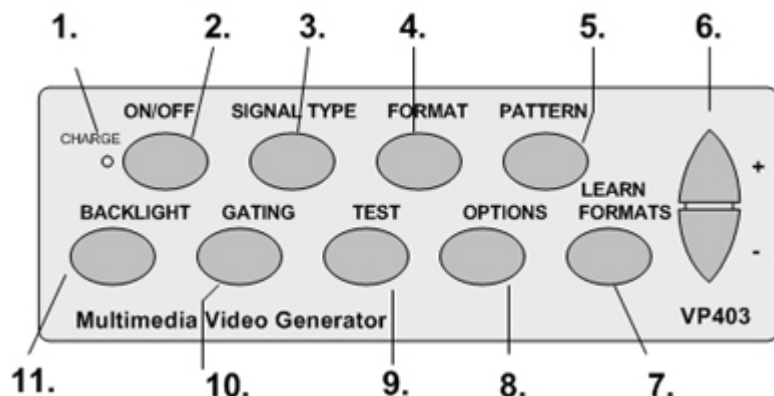 1. 2. 3. 4. 5. 6.
ON/OFF SIGNAL TYPE FORMAT PATTERN
CHARGE
+
LEARN
BACKLIGHT GATING TEST OPTIONS FORMATS
-
Multimedia Video Generator VP403
11. 10. 9. 8. 7.